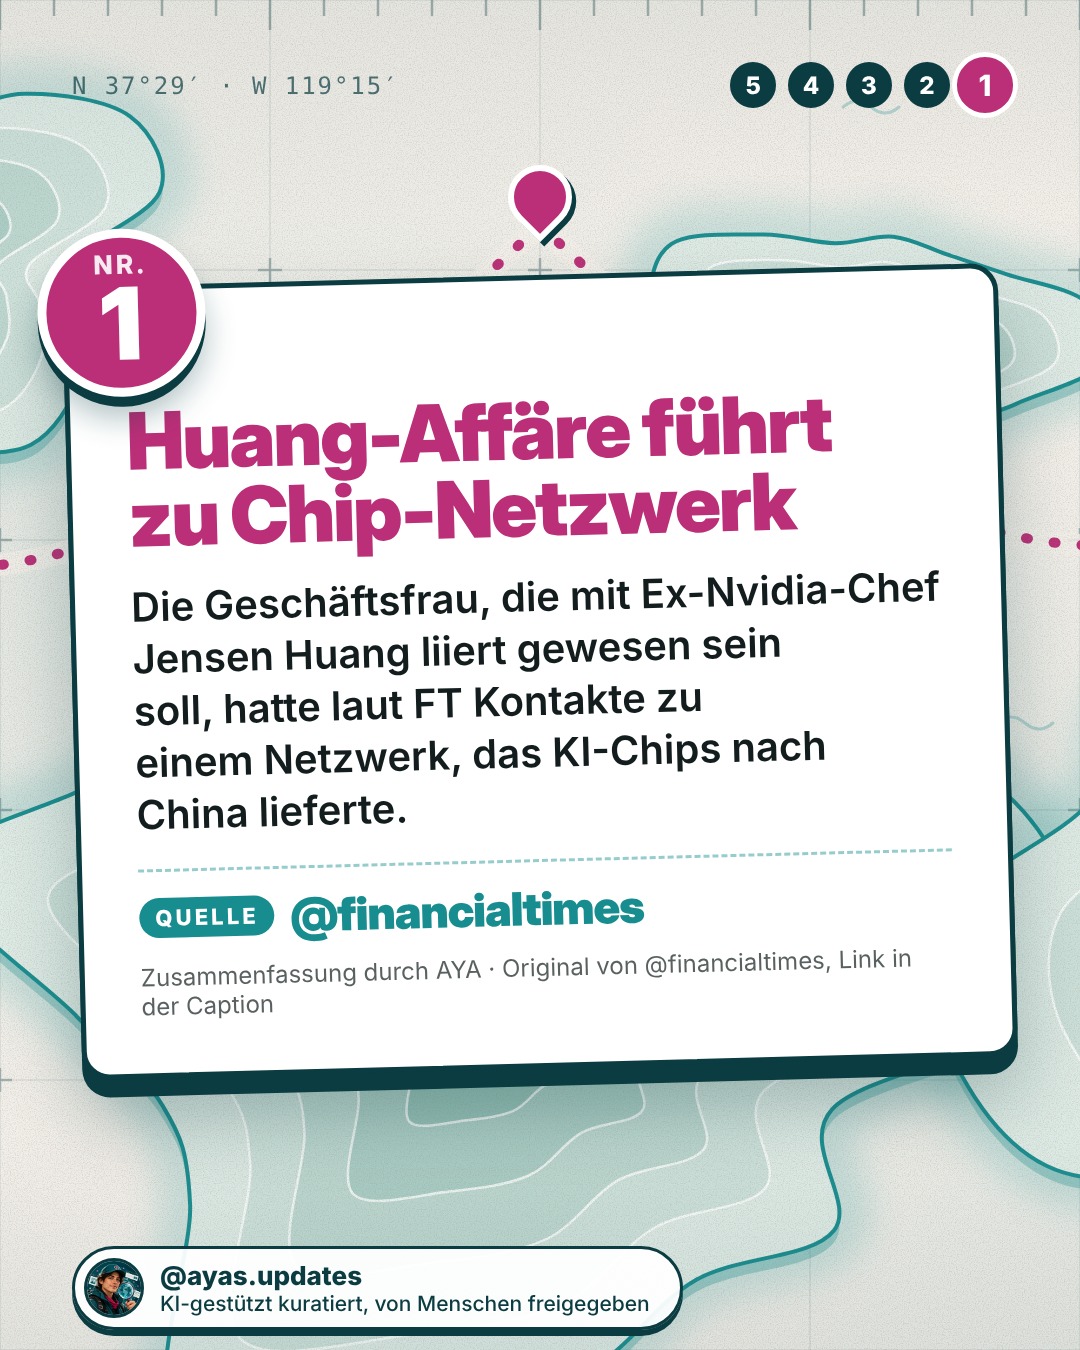 N 37°29′ · W 119°15′
5 4 3 2 1
NR.
1
Huang-Affäre führt
zu Chip-Netzwerk
Die Geschäftsfrau, die mit Ex-Nvidia-Chef
Jensen Huang liiert gewesen sein
soll, hatte laut FT Kontakte zu
einem Netzwerk, das KI-Chips nach
China lieferte.
QUELLE @financialtimes
Zusammenfassung durch AYA · Original von @financialtimes, Link in
der Caption
@ayas.updates
KI-gestützt kuratiert, von Menschen freigegeben